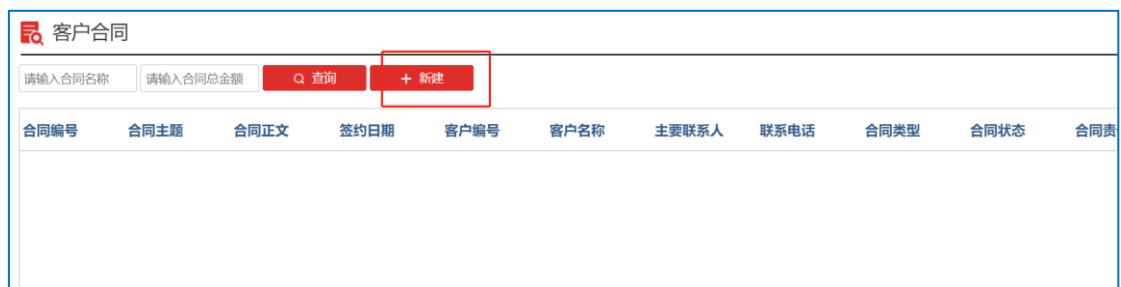 客户合同
请输入合同名称 请输入合同总金额 查询 + 新建
合同编号 合同主题 合同正文 签约日期 客户编号 客户名称 主要联系人 联系电话 合同类型 合同状态 合同责